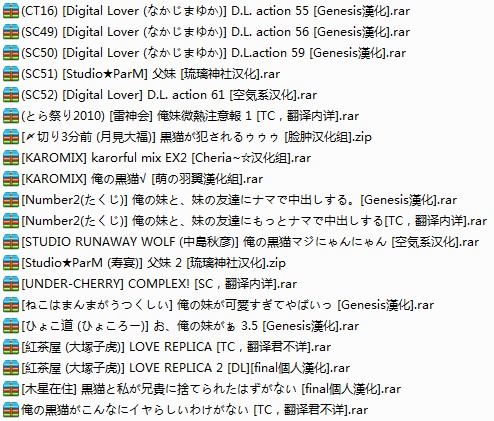 (CT16) [Digital Lover (なかじまゆか)] D.L. action 55 [Genesis漢化].rar
(SC49) [Digital Lover (なかじまゆか)] D.L. action 56 [Genesis漢化].rar
(SC50) [Digital Lover (なかじまゆか)] D.L.action 59 [Genesis漢化].rar
(SC51) [Studio★ParM] 父妹 [琉璃神社汉化].rar
(SC52) [Digital Lover] D.L. action 61 [空気系汉化].rar
(とら祭り2010) [雷神会] 俺妹微熱注意報 1 [TC，翻译内详].rar
[〆切り3分前 (月見大福)] 黒猫が犯されるゥゥゥ [脸肿汉化组].zip
[KAROMIX] karorful mix EX2 [Cheria~☆汉化].rar
[KAROMIX] 俺の黒猫√ [萌の羽翼漢化組].rar
[Number2(たくじ)] 俺の妹と、妹の友達にナマで中出しする。[Genesis漢化].rar
[Number2(たくじ)] 俺の妹と、妹の友達にもっとナマで中出しする[TC，翻译内详].rar
[STUDIO RUNAWAY WOLF (中島秋彦)] 俺の黒猫マジにゃんにゃん [空気系汉化].rar
[Studio★ParM (寿宴)] 父妹 2 [琉璃神社汉化].zip
[UNDER-CHERRY] COMPLEX! [SC，翻译内详].rar
[ねこはまんまがうつくしい] 俺の妹が可愛すぎてやばいっ [Genesis漢化].rar
[ひょこ道 (ひょころー)] お、俺の妹がぁ 3.5 [Genesis漢化].rar
[紅茶屋 (大塚子虎)] LOVE REPLICA [TC，翻译君不详].rar
[紅茶屋 (大塚子虎)] LOVE REPLICA 2 [DL][final個人漢化].rar
[木星在住] 黒猫と私が兄貴に捨てられたはずがない [final個人漢化].rar
俺の黒猫がこんなにイヤらしいわけがない [TC，翻译君不详].rar